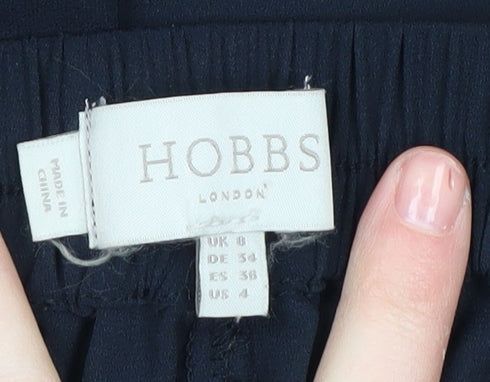 MADE IN
CHINA
HOBBS
LONDON
UK 8
DE 34
ES 36
US 4